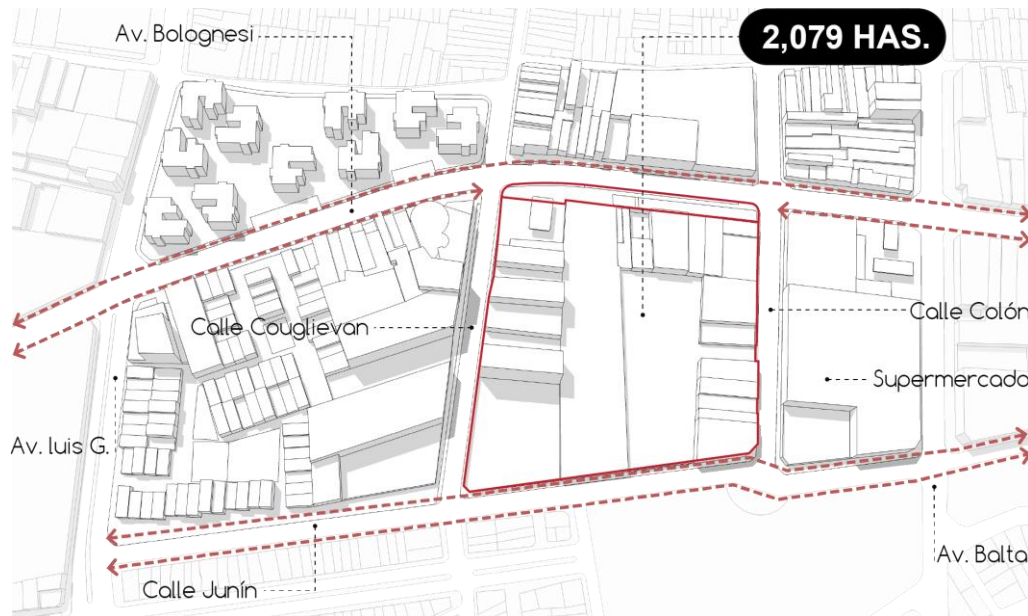 Av. Bolognesi
2,079 HAS.
Calle Couglievan
Calle Colón
Supermercado
Av. luis G.
Av. Balta
Calle Junín